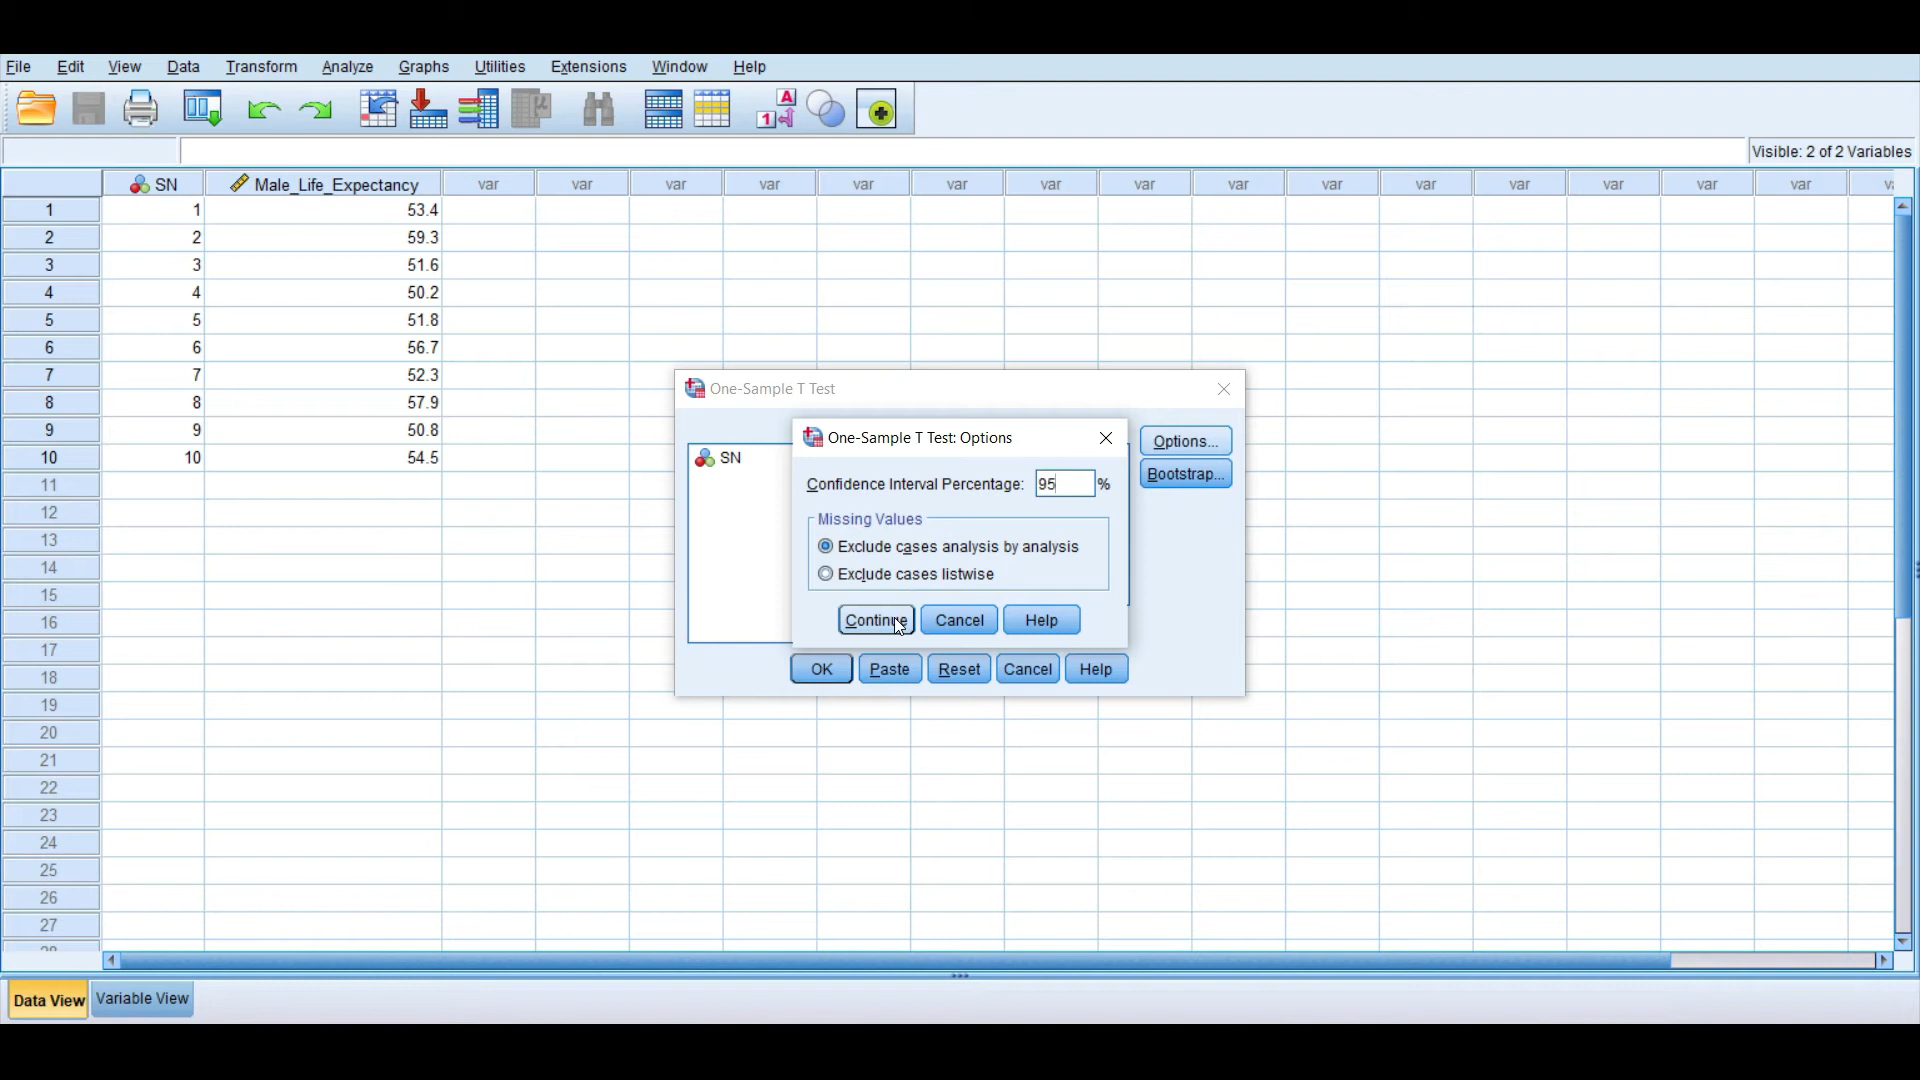 File Edit View Data Transform Analyze Graphs Utilities Extensions Window Help
A
1
Visible: 2 of 2 Variables
SN Male_Life_Expectancy var var var var var var var var var var var var var var var
1 1 53.4
2 2 59.3
3 3 51.6
4 4 50.2
5 5 51.8
6 6 56.7
7 7 52.3
8 8 57.9
9 9 50.8
10 10 54.5
11
12
13
14
15
16
17
18
19
20
21
22
23
24
25
26
27
28
One-Sample T Test
SN
Options...
Bootstrap...
OK Paste Reset Cancel Help
One-Sample T Test: Options
Confidence Interval Percentage: 95 %
Missing Values
Exclude cases analysis by analysis
Exclude cases listwise
Continue Cancel Help
Data View Variable View